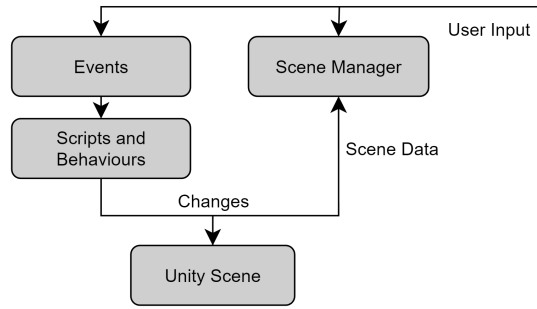 User Input
Events
Scene Manager
Scripts and
Behaviours
Scene Data
Changes
Unity Scene